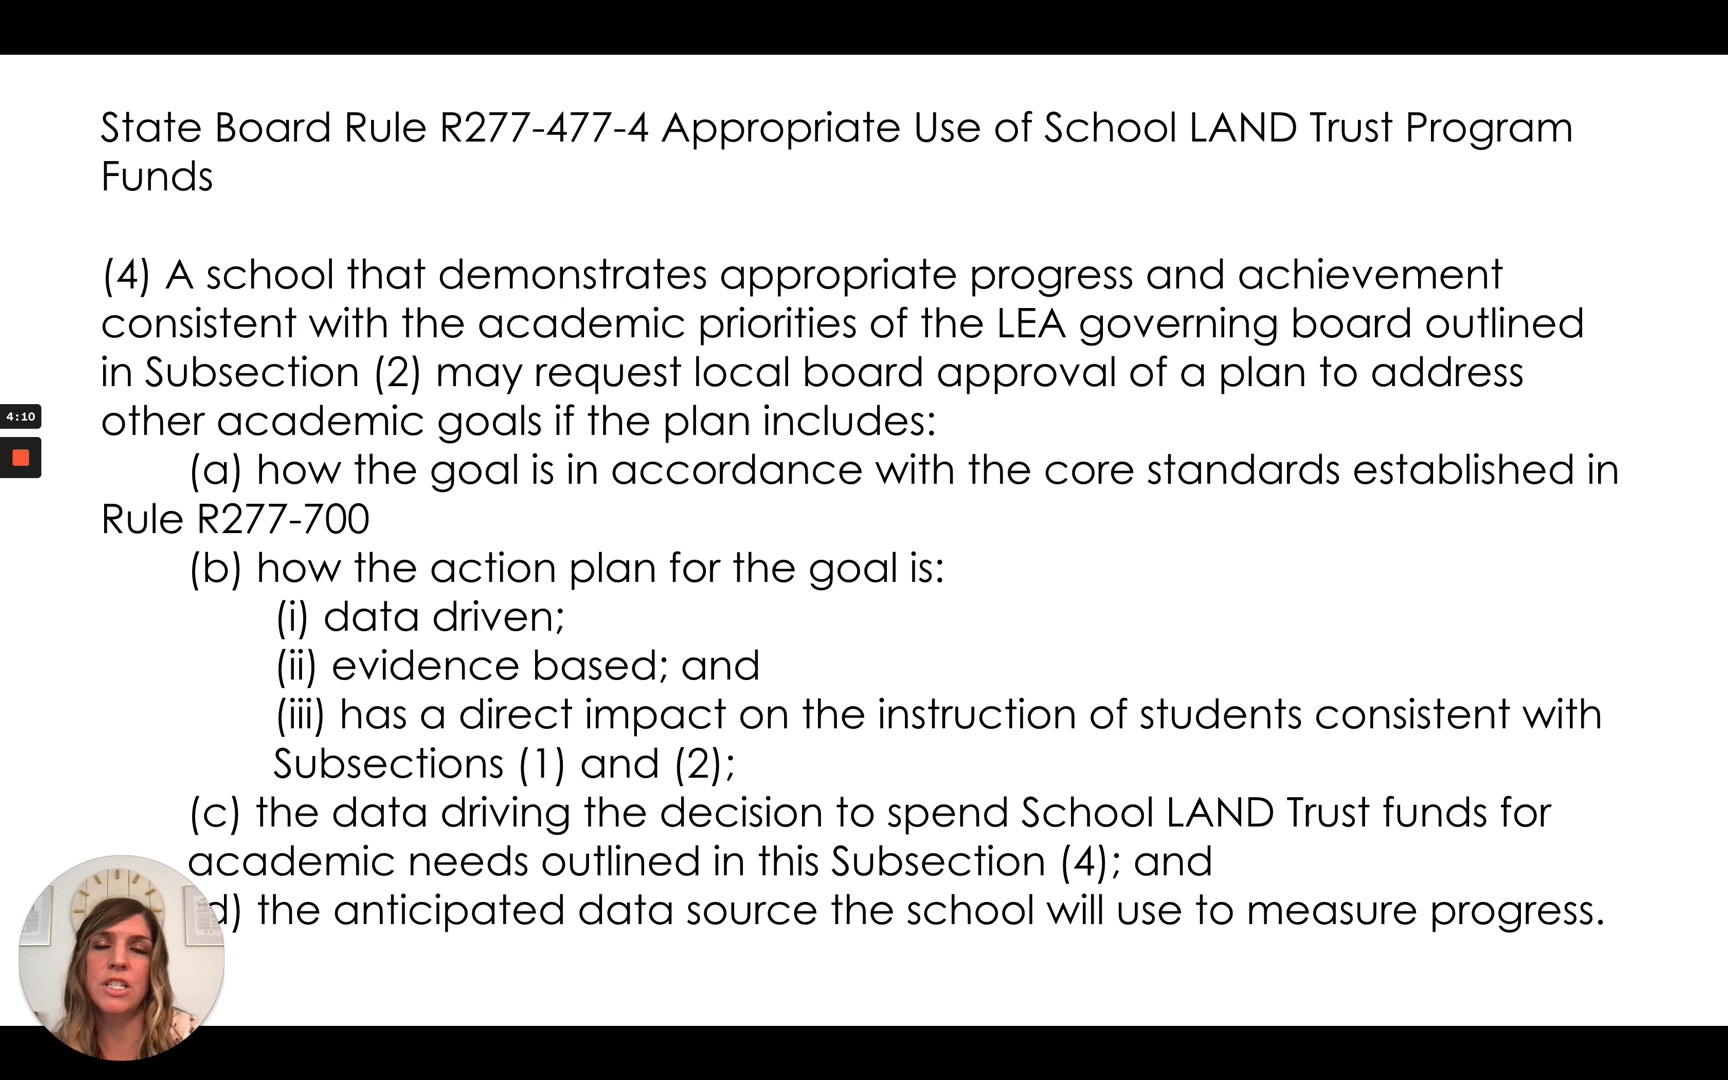 State Board Rule R277-477-4 Appropriate Use of School LAND Trust Program
Funds
(4) A school that demonstrates appropriate progress and achievement
consistent with the academic priorities of the LEA governing board outlined
in Subsection (2) may request local board approval of a plan to address
other academic goals if the plan includes:
(a) how the goal is in accordance with the core standards established in
Rule R277-700
(b) how the action plan for the goal is:
(i) data driven;
(ii) evidence based; and
(iii) has a direct impact on the instruction of students consistent with
Subsections (1) and (2);
(c) the data driving the decision to spend School LAND Trust funds for
academic needs outlined in this Subsection (4); and
d) the anticipated data source the school will use to measure progress.
4:10